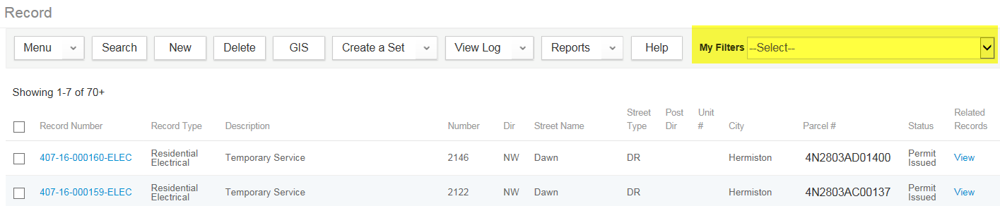 Record
Menu Search New Delete GIS Create a Set View Log Reports Help My Filters --Select--
Showing 1-7 of 70+
Record Number Record Type Description Number Dir Street Name Street Type Post Dir Unit # City Parcel # Status Related Records
407-16-000160-ELEC Residential Electrical Temporary Service 2146 NW Dawn DR Hermiston 4N2803AD01400 Permit Issued View
407-16-000159-ELEC Residential Electrical Temporary Service 2122 NW Dawn DR Hermiston 4N2803AC00137 Permit Issued View